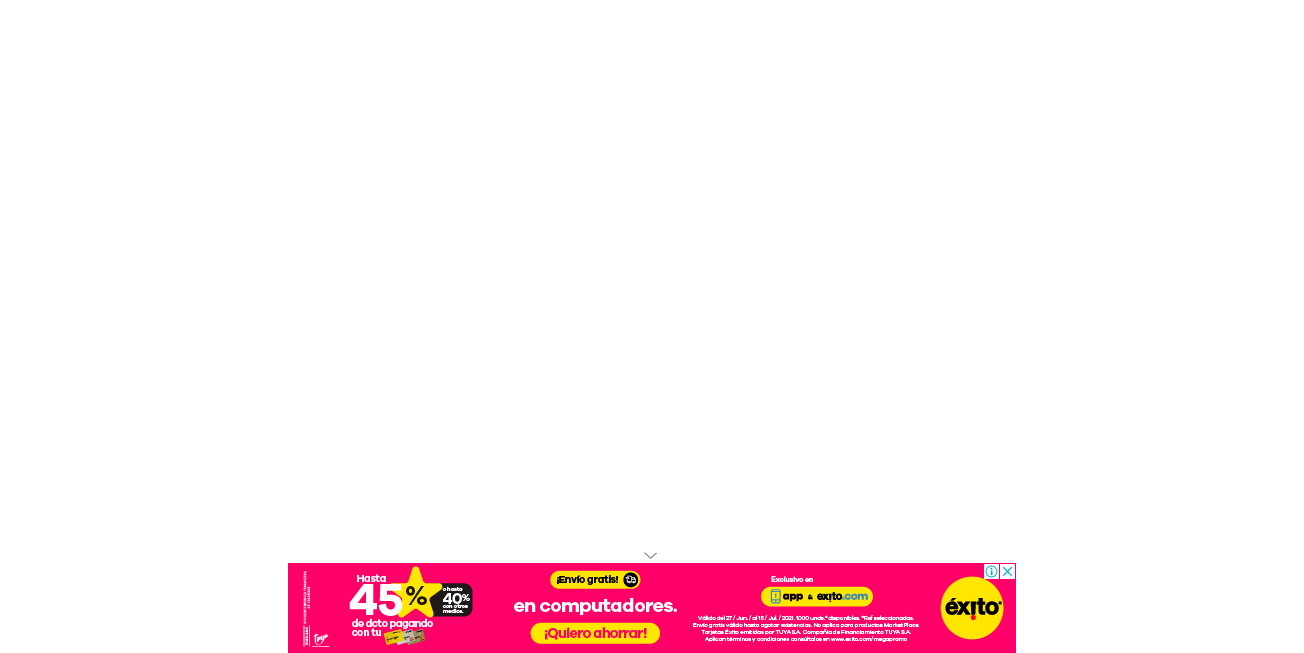 Hasta
45%
o hasta
40%
con otros
medios.
de dcto pagando
con tu
¡Envío gratis!
en computadores.
¡Quiero ahorrar!
Exclusivo en
app & exito.com
Válido del 27 / Jun. / al 15 / Jul. / 2021. 1000 unds.* disponibles. *Ref seleccionadas.
Envío gratis válido hasta agotar existencias. No aplica para productos MarketPlace.
Tarjetas Éxito emitidas por TUYA S.A. Compañía de Financiamiento TUYA S.A.
Aplican términos y condiciones consúltalos en www.exito.com/megapromo
éxito